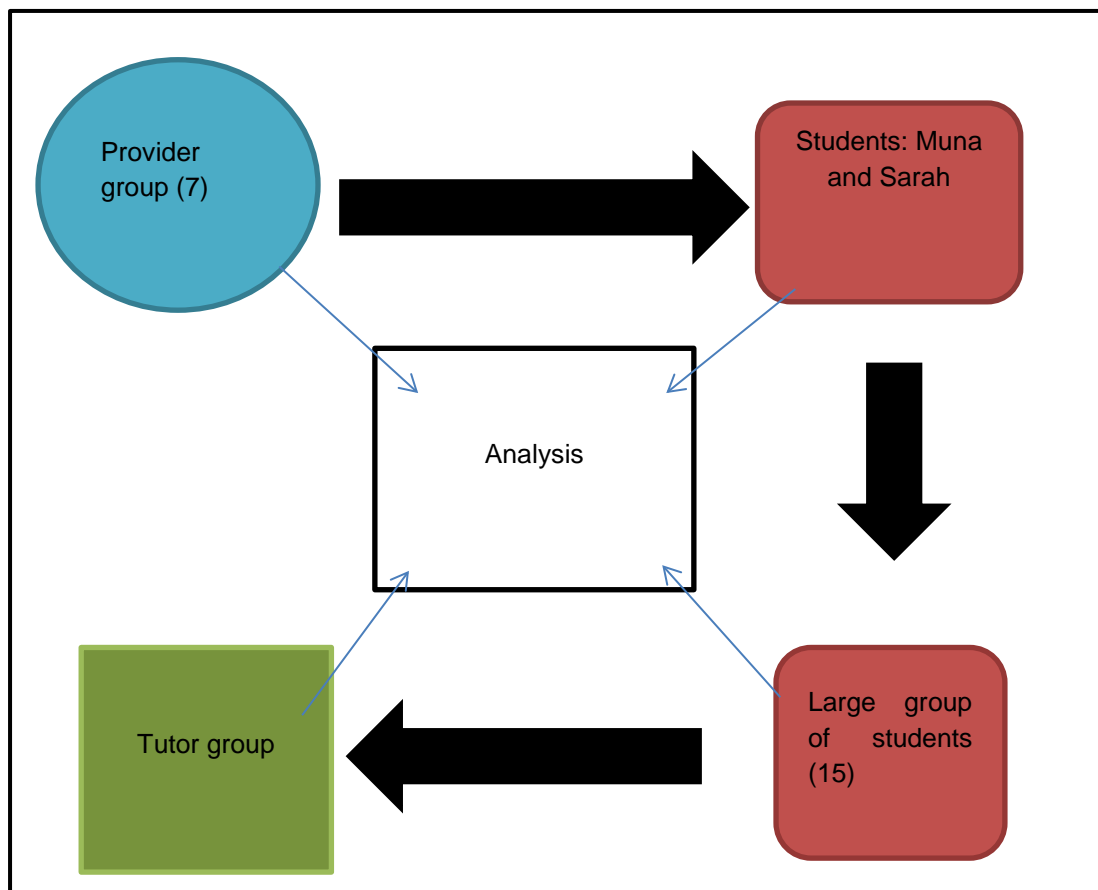 Provider
group (7)
Students: Muna
and Sarah
Analysis
Tutor group
Large group
of students
(15)